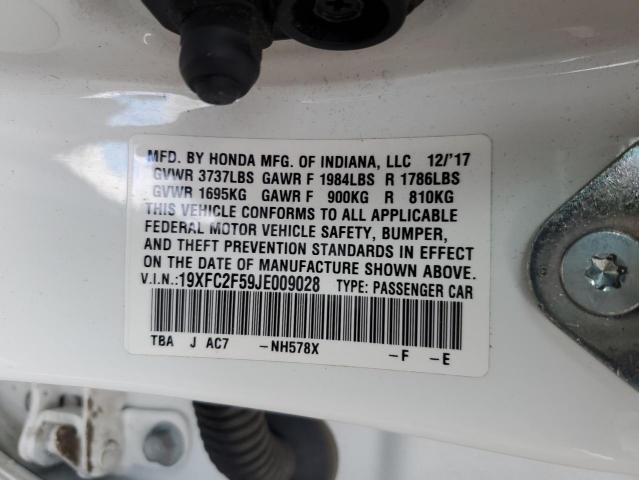 MFD. BY HONDA MFG. OF INDIANA, LLC 12/'17
GVWR 3737LBS GAWR F 1984LBS R 1786LBS
GVWR 1695KG GAWR F 900KG R 810KG
THIS VEHICLE CONFORMS TO ALL APPLICABLE
FEDERAL MOTOR VEHICLE SAFETY, BUMPER,
AND THEFT PREVENTION STANDARDS IN EFFECT
ON THE DATE OF MANUFACTURE SHOWN ABOVE.
V.I.N.:19XFC2F59JE009028 TYPE: PASSENGER CAR
TBA J AC7 -NH578X -F -E